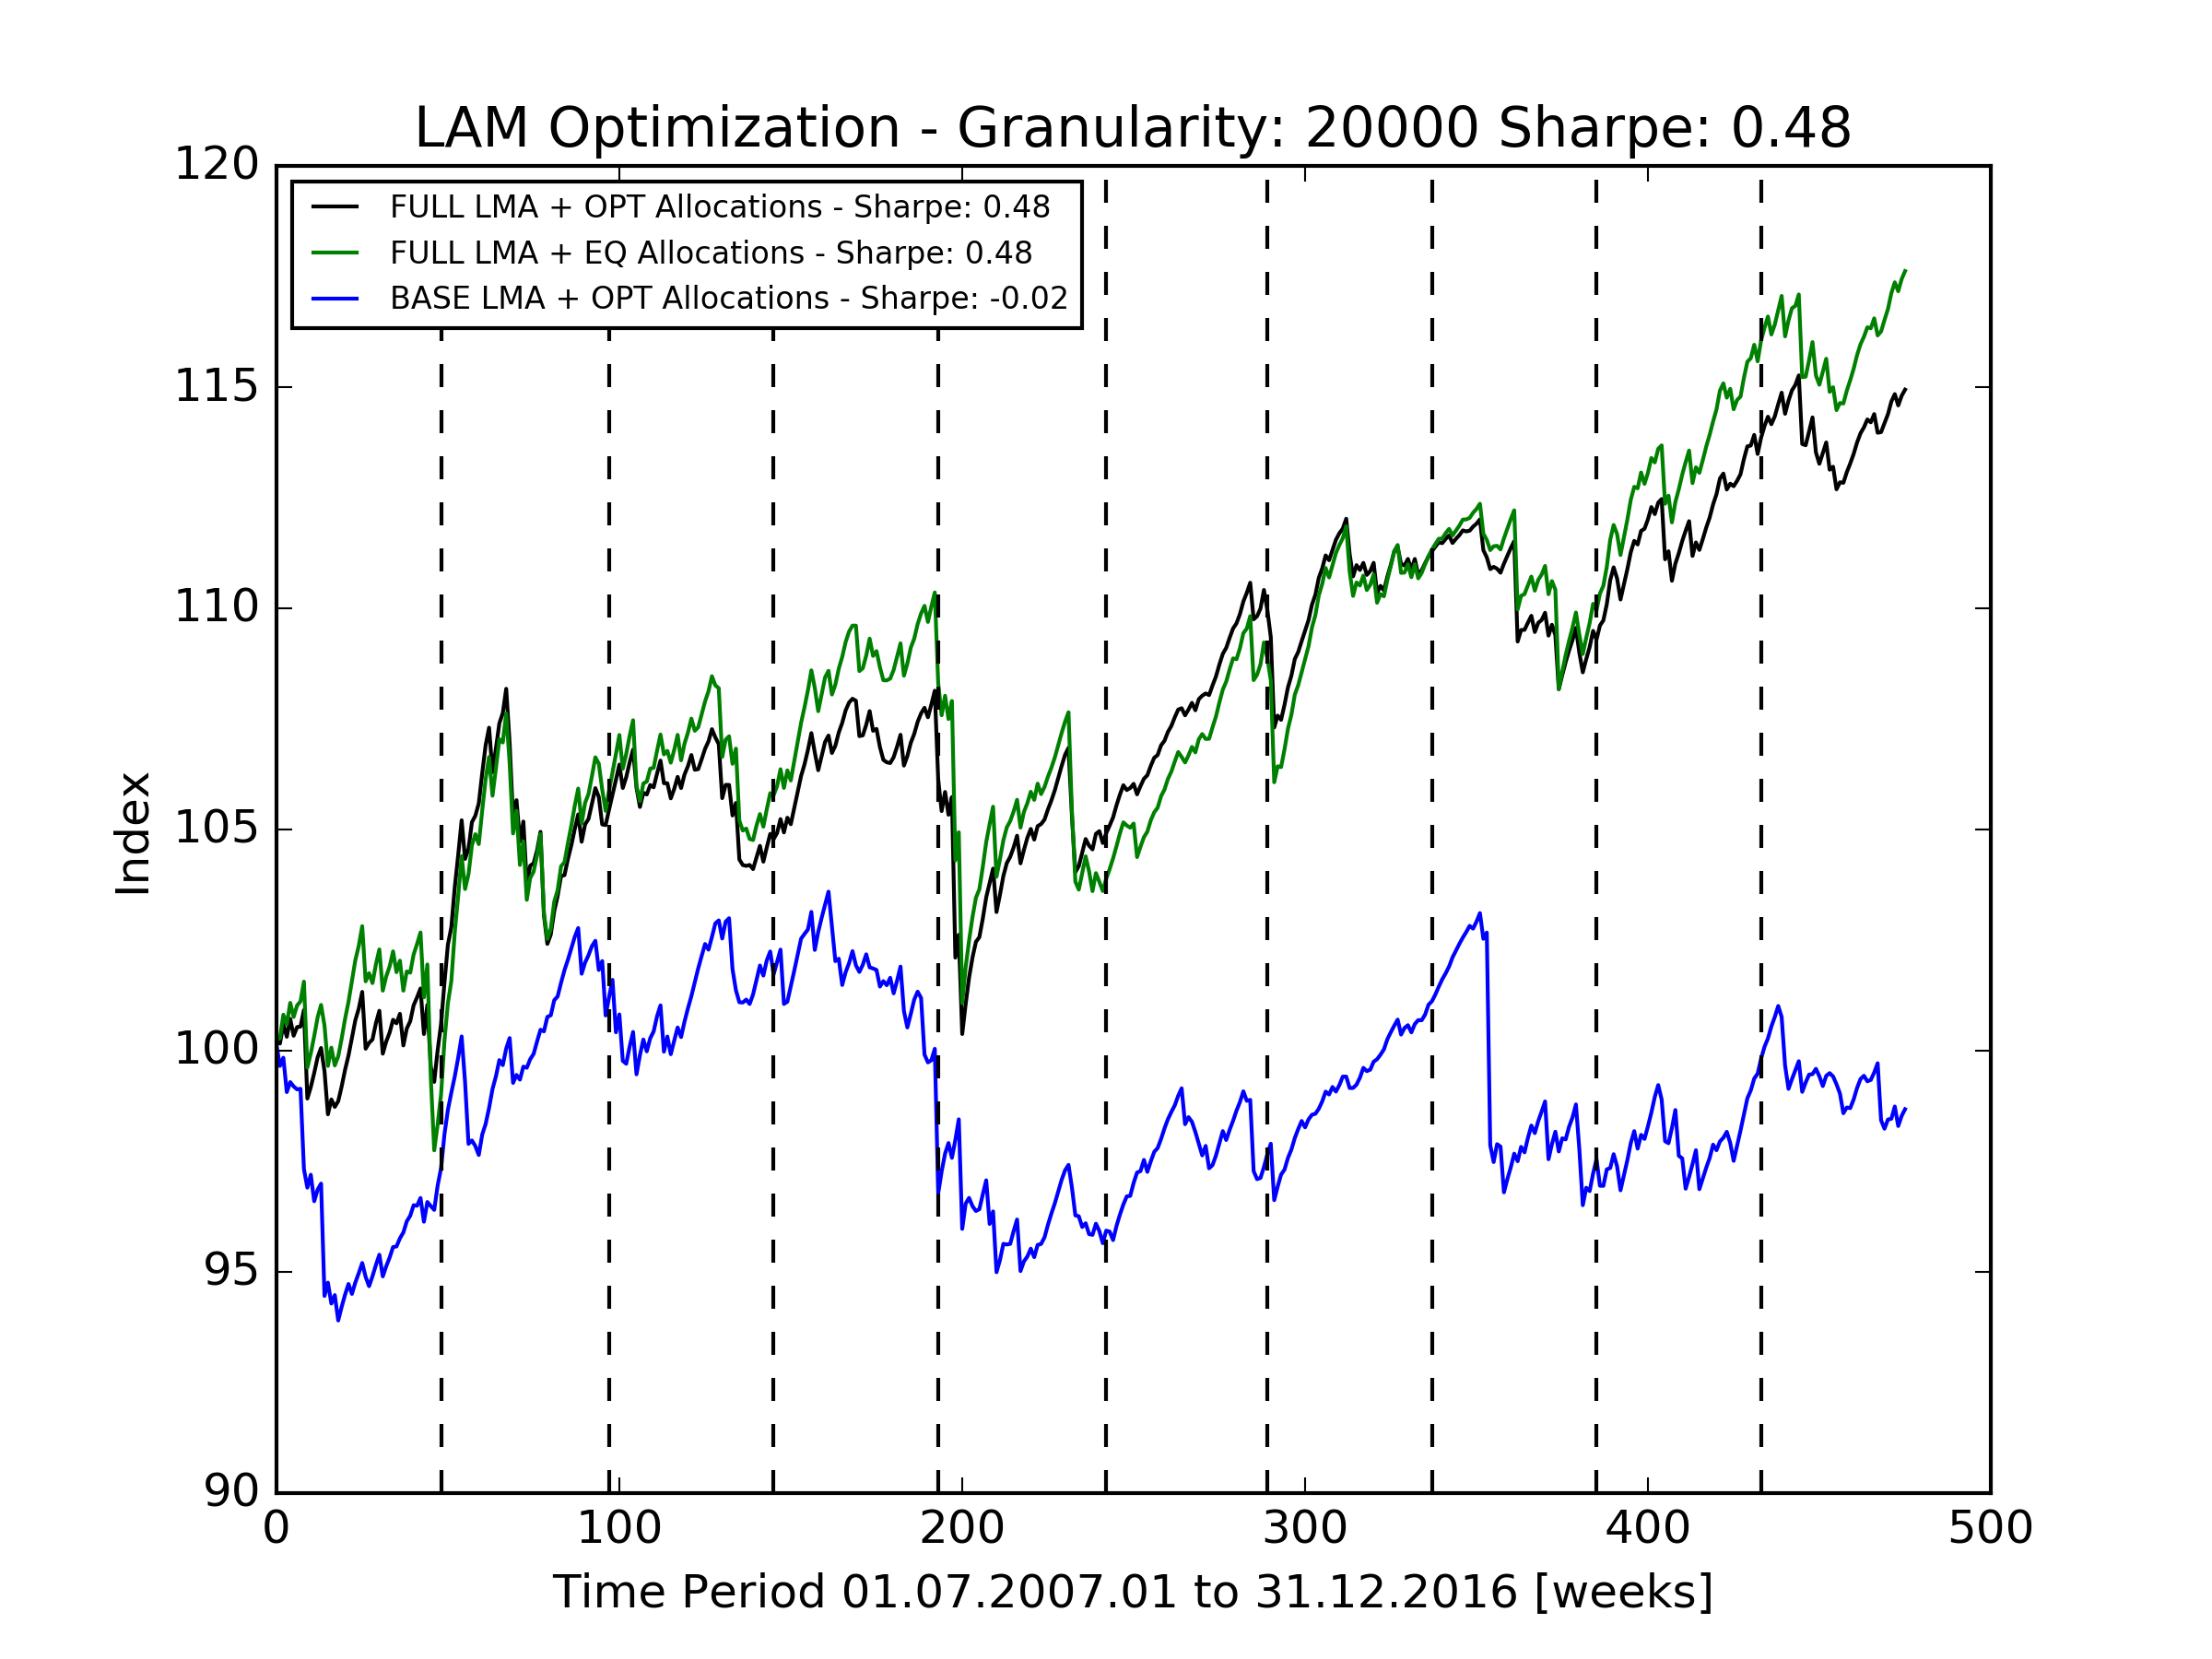 LAM Optimization - Granularity: 20000 Sharpe: 0.48
FULL LMA + OPT Allocations - Sharpe: 0.48
FULL LMA + EQ Allocations - Sharpe: 0.48
BASE LMA + OPT Allocations - Sharpe: -0.02
120
115
110
105
100
95
90
Index
0 100 200 300 400 500
Time Period 01.07.2007.01 to 31.12.2016 [weeks]